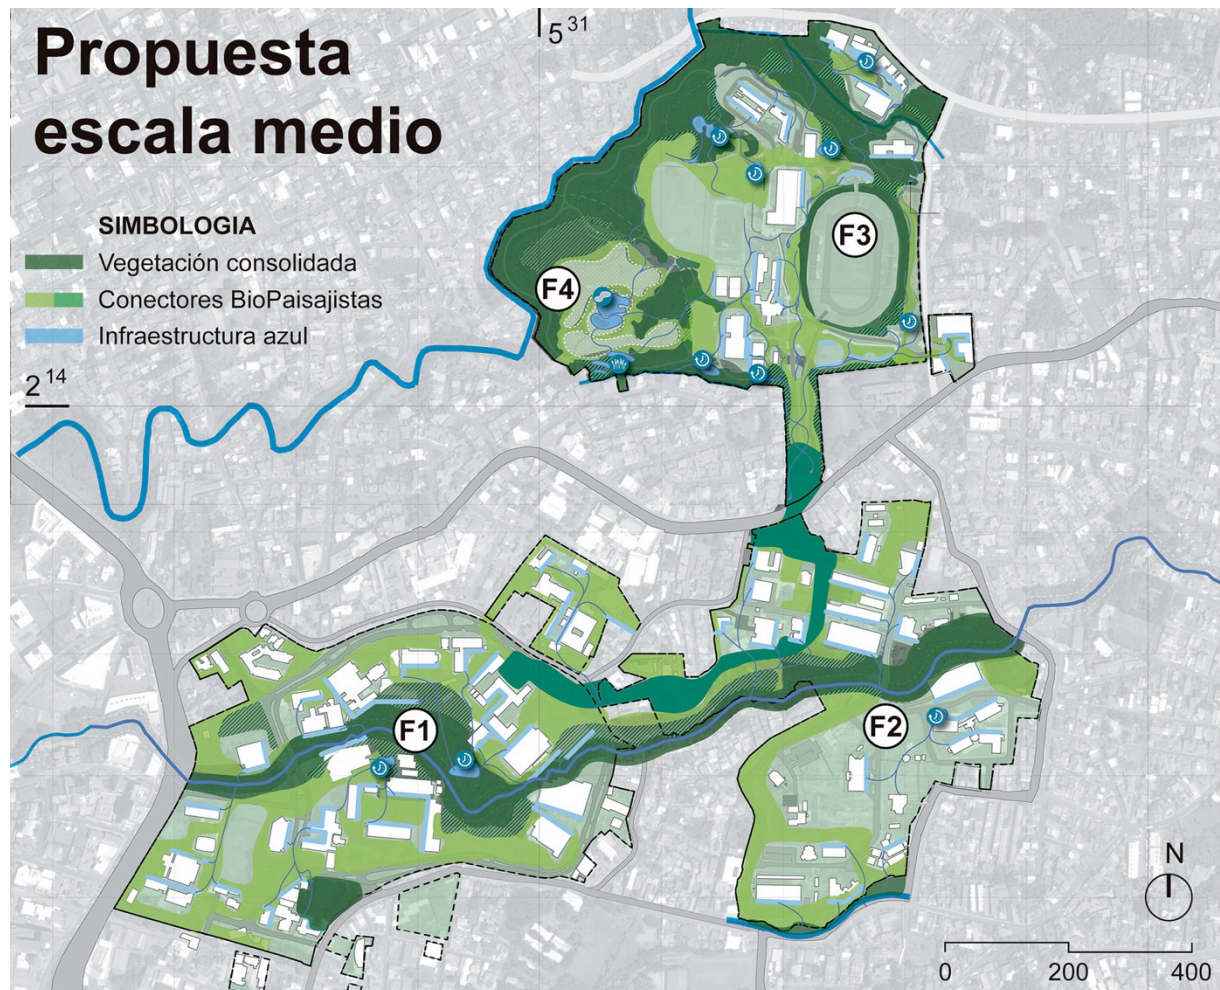 Propuesta
escala medio
5 31
SIMBOLOGIA
Vegetación consolidada
Conectores BioPaisajistas
Infraestructura azul
2 14
F3
F4
F1
F2
N
0 200 400